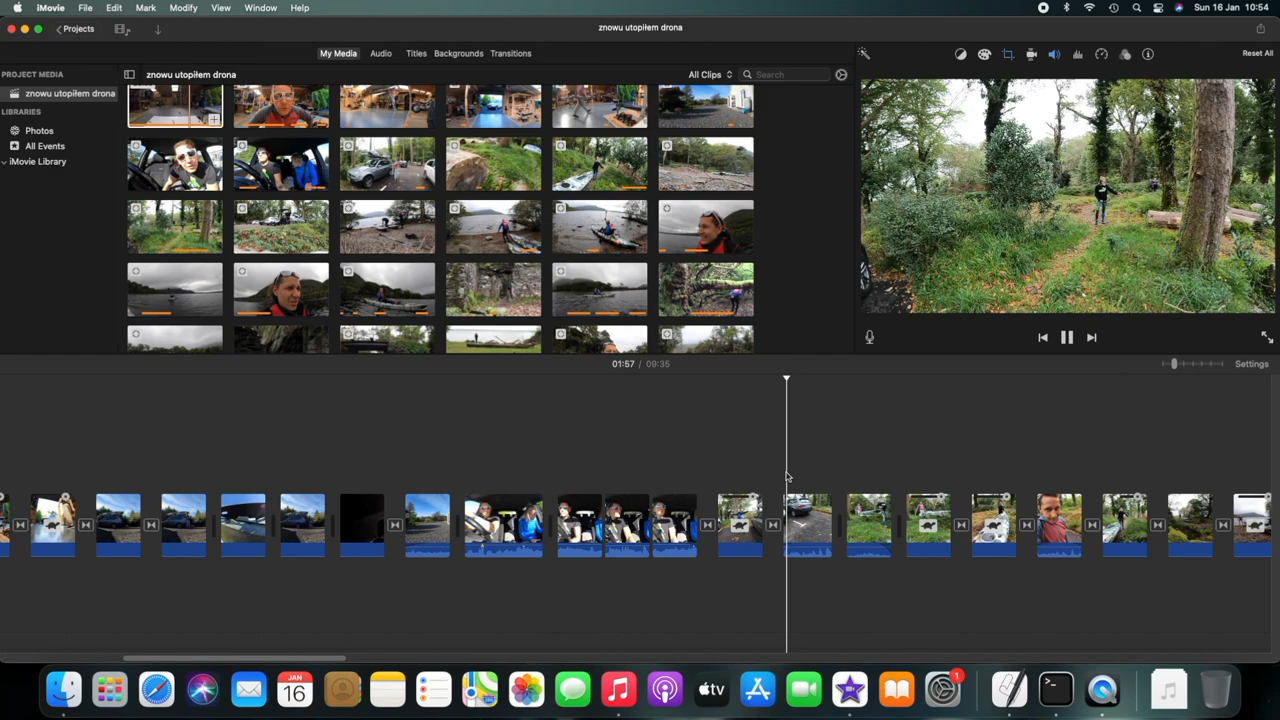 iMovie File Edit Mark Modify View Window Help Sun 16 Jan 10:54
Projects znowu utopiłem drona
My Media Audio Titles Backgrounds Transitions Reset All
PROJECT MEDIA znowu utopiłem drona All Clips Search
znowu utopiłem drona
LIBRARIES
Photos
All Events
iMovie Library
01:57 / 09:35 Settings
JAN
16
tv
1